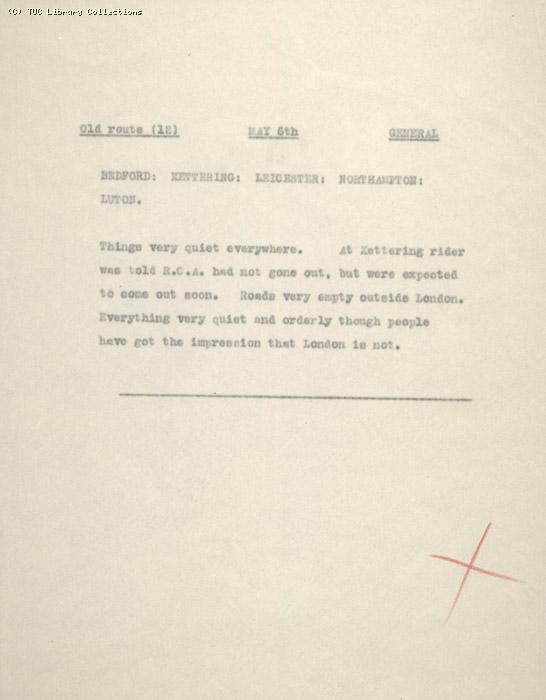 (C) TUC Library Collections
Old route (12) MAY 6th GENERAL
BEDFORD: KETTERING: LEICESTER: NORTHAMPTON:
LUTON.
Things very quiet everywhere. At Kettering rider
was told R.C.A. had not gone out, but were expected
to come out soon. Roads very empty outside London.
Everything very quiet and orderly though people
have got the impression that London is not.